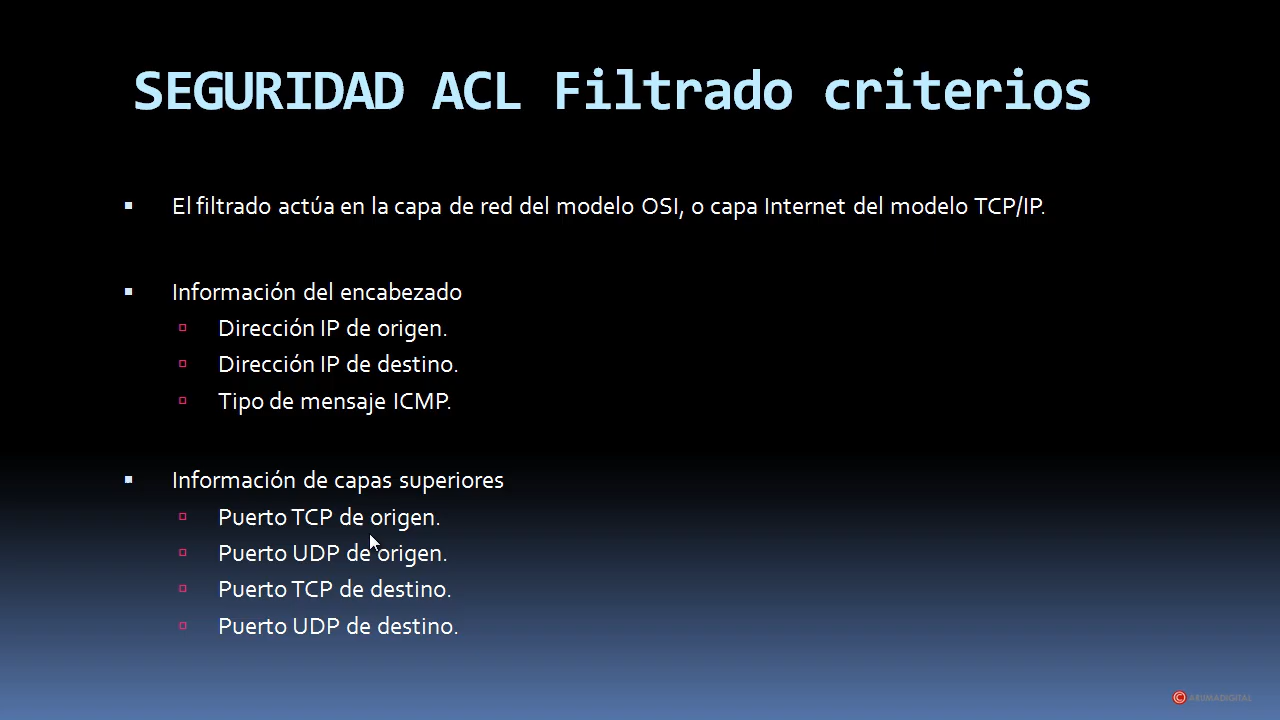 SEGURIDAD ACL Filtrado criterios
El filtrado actúa en la capa de red del modelo OSI, o capa Internet del modelo TCP/IP.
Información del encabezado
Dirección IP de origen.
Dirección IP de destino.
Tipo de mensaje ICMP.
Información de capas superiores
Puerto TCP de origen.
Puerto UDP de origen.
Puerto TCP de destino.
Puerto UDP de destino.